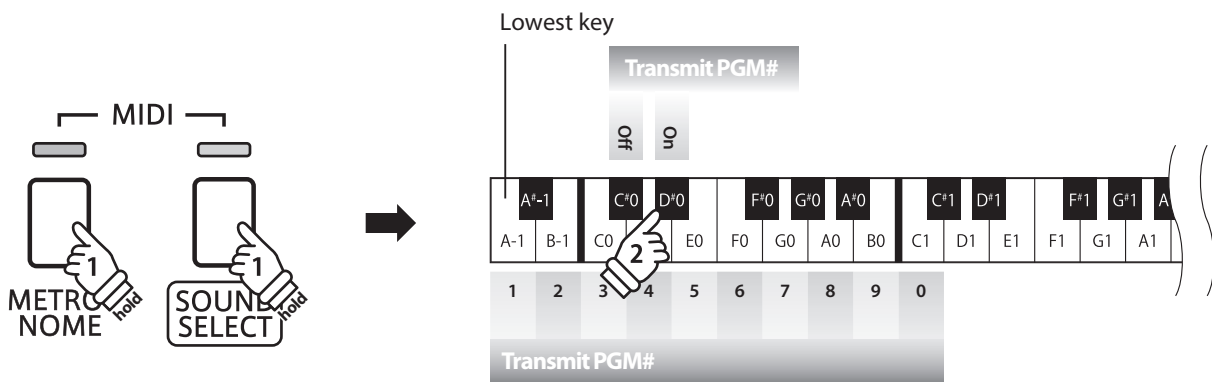 Lowest key
Transmit PGM#
Off On
MIDI
A#-1 C#0 D#0 F#0 G#0 A#0 C#1 D#1 F#1 G#1 A
A-1 B-1 C0 E0 F0 G0 A0 B0 C1 D1 E1 F1 G1 A1
1 1 2
hold hold
METRO
NOME
SOUND
SELECT
1 2 3 4 5 6 7 8 9 0
Transmit PGM#